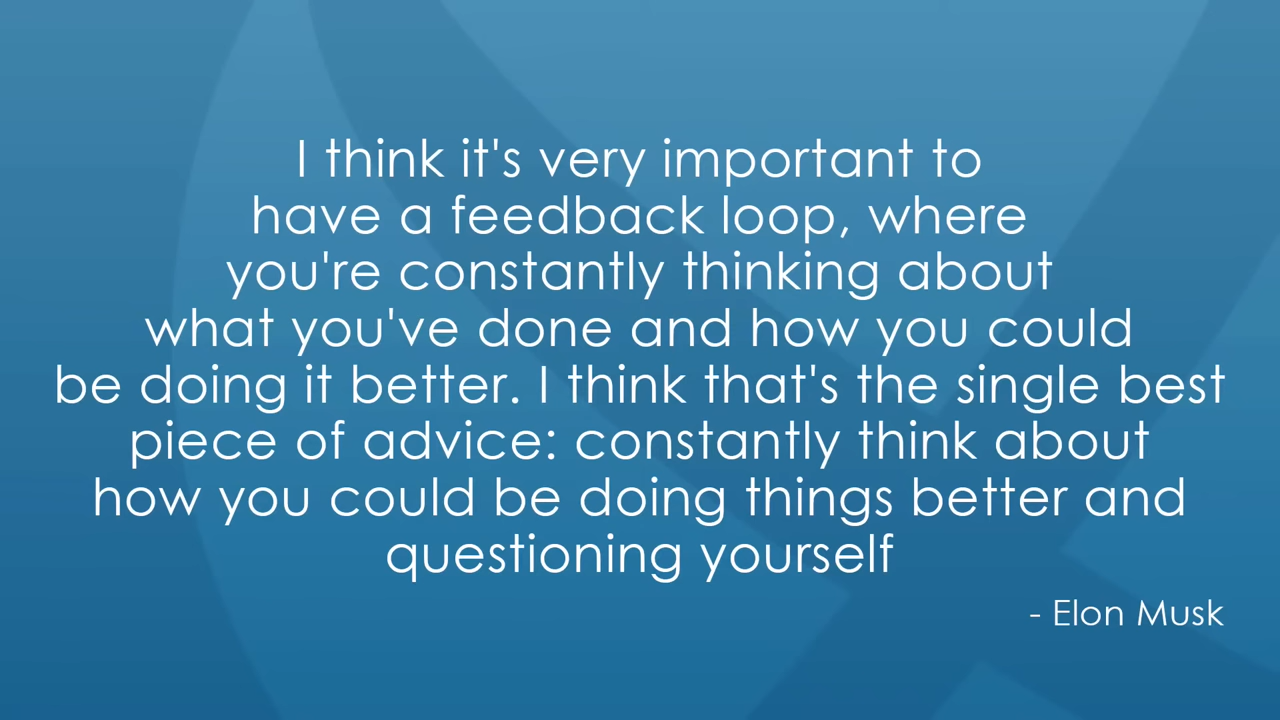 I think it's very important to
have a feedback loop, where
you're constantly thinking about
what you've done and how you could
be doing it better. I think that's the single best
piece of advice: constantly think about
how you could be doing things better and
questioning yourself
- Elon Musk